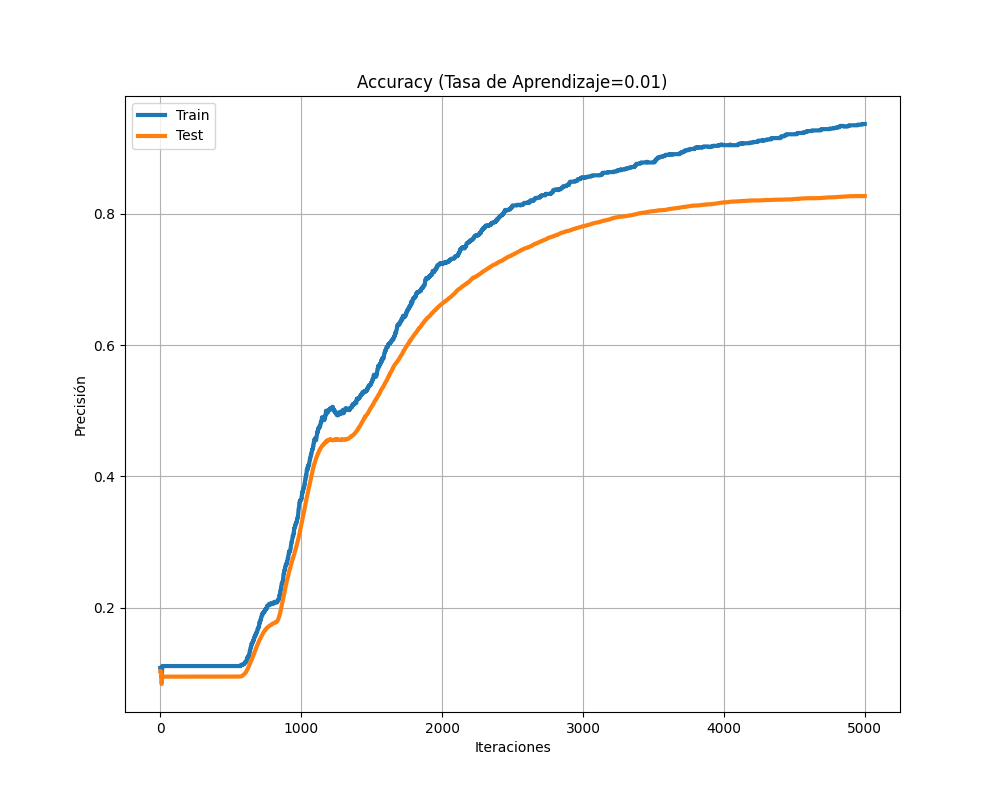 Accuracy (Tasa de Aprendizaje=0.01)
Train
Test
0.8
0.6
0.4
0.2
Precisión
0 1000 2000 3000 4000 5000
Iteraciones